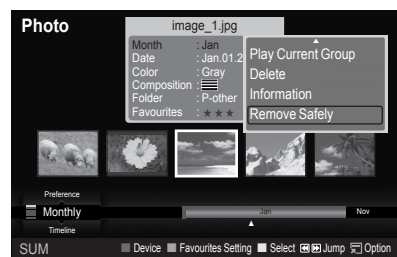 Photo
image_1.jpg
Month : Jan
Date : Jan.01.2
Color : Gray
Composition :
Folder : P-other
Favourites : ★ ★ ★
Play Current Group
Delete
Information
Remove Safely
Preference
Monthly
Timeline
Jan
Nov
SUM
Device
Favourites Setting
Select
Jump
Option